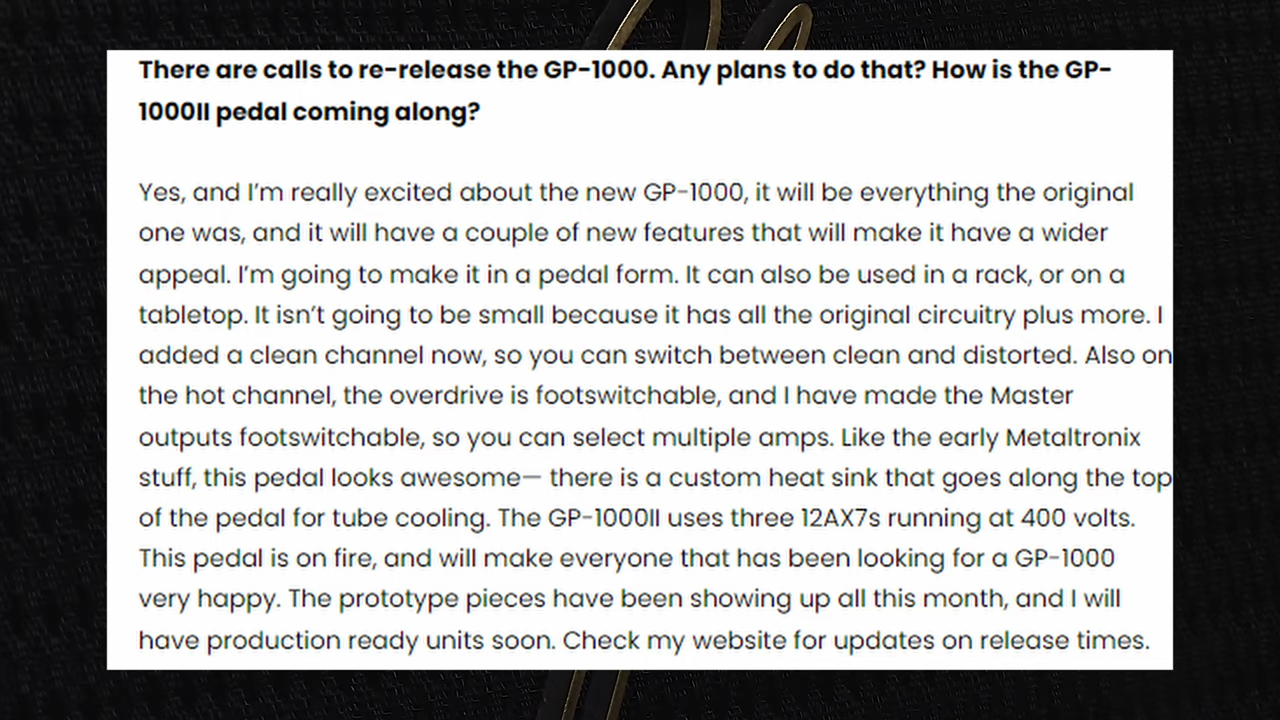 There are calls to re-release the GP-1000. Any plans to do that? How is the GP-
1000II pedal coming along?
Yes, and I’m really excited about the new GP-1000, it will be everything the original
one was, and it will have a couple of new features that will make it have a wider
appeal. I’m going to make it in a pedal form. It can also be used in a rack, or on a
tabletop. It isn’t going to be small because it has all the original circuitry plus more. I
added a clean channel now, so you can switch between clean and distorted. Also on
the hot channel, the overdrive is footswitchable, and I have made the Master
outputs footswitchable, so you can select multiple amps. Like the early Metaltronix
stuff, this pedal looks awesome— there is a custom heat sink that goes along the top
of the pedal for tube cooling. The GP-1000II uses three 12AX7s running at 400 volts.
This pedal is on fire, and will make everyone that has been looking for a GP-1000
very happy. The prototype pieces have been showing up all this month, and I will
have production ready units soon. Check my website for updates on release times.